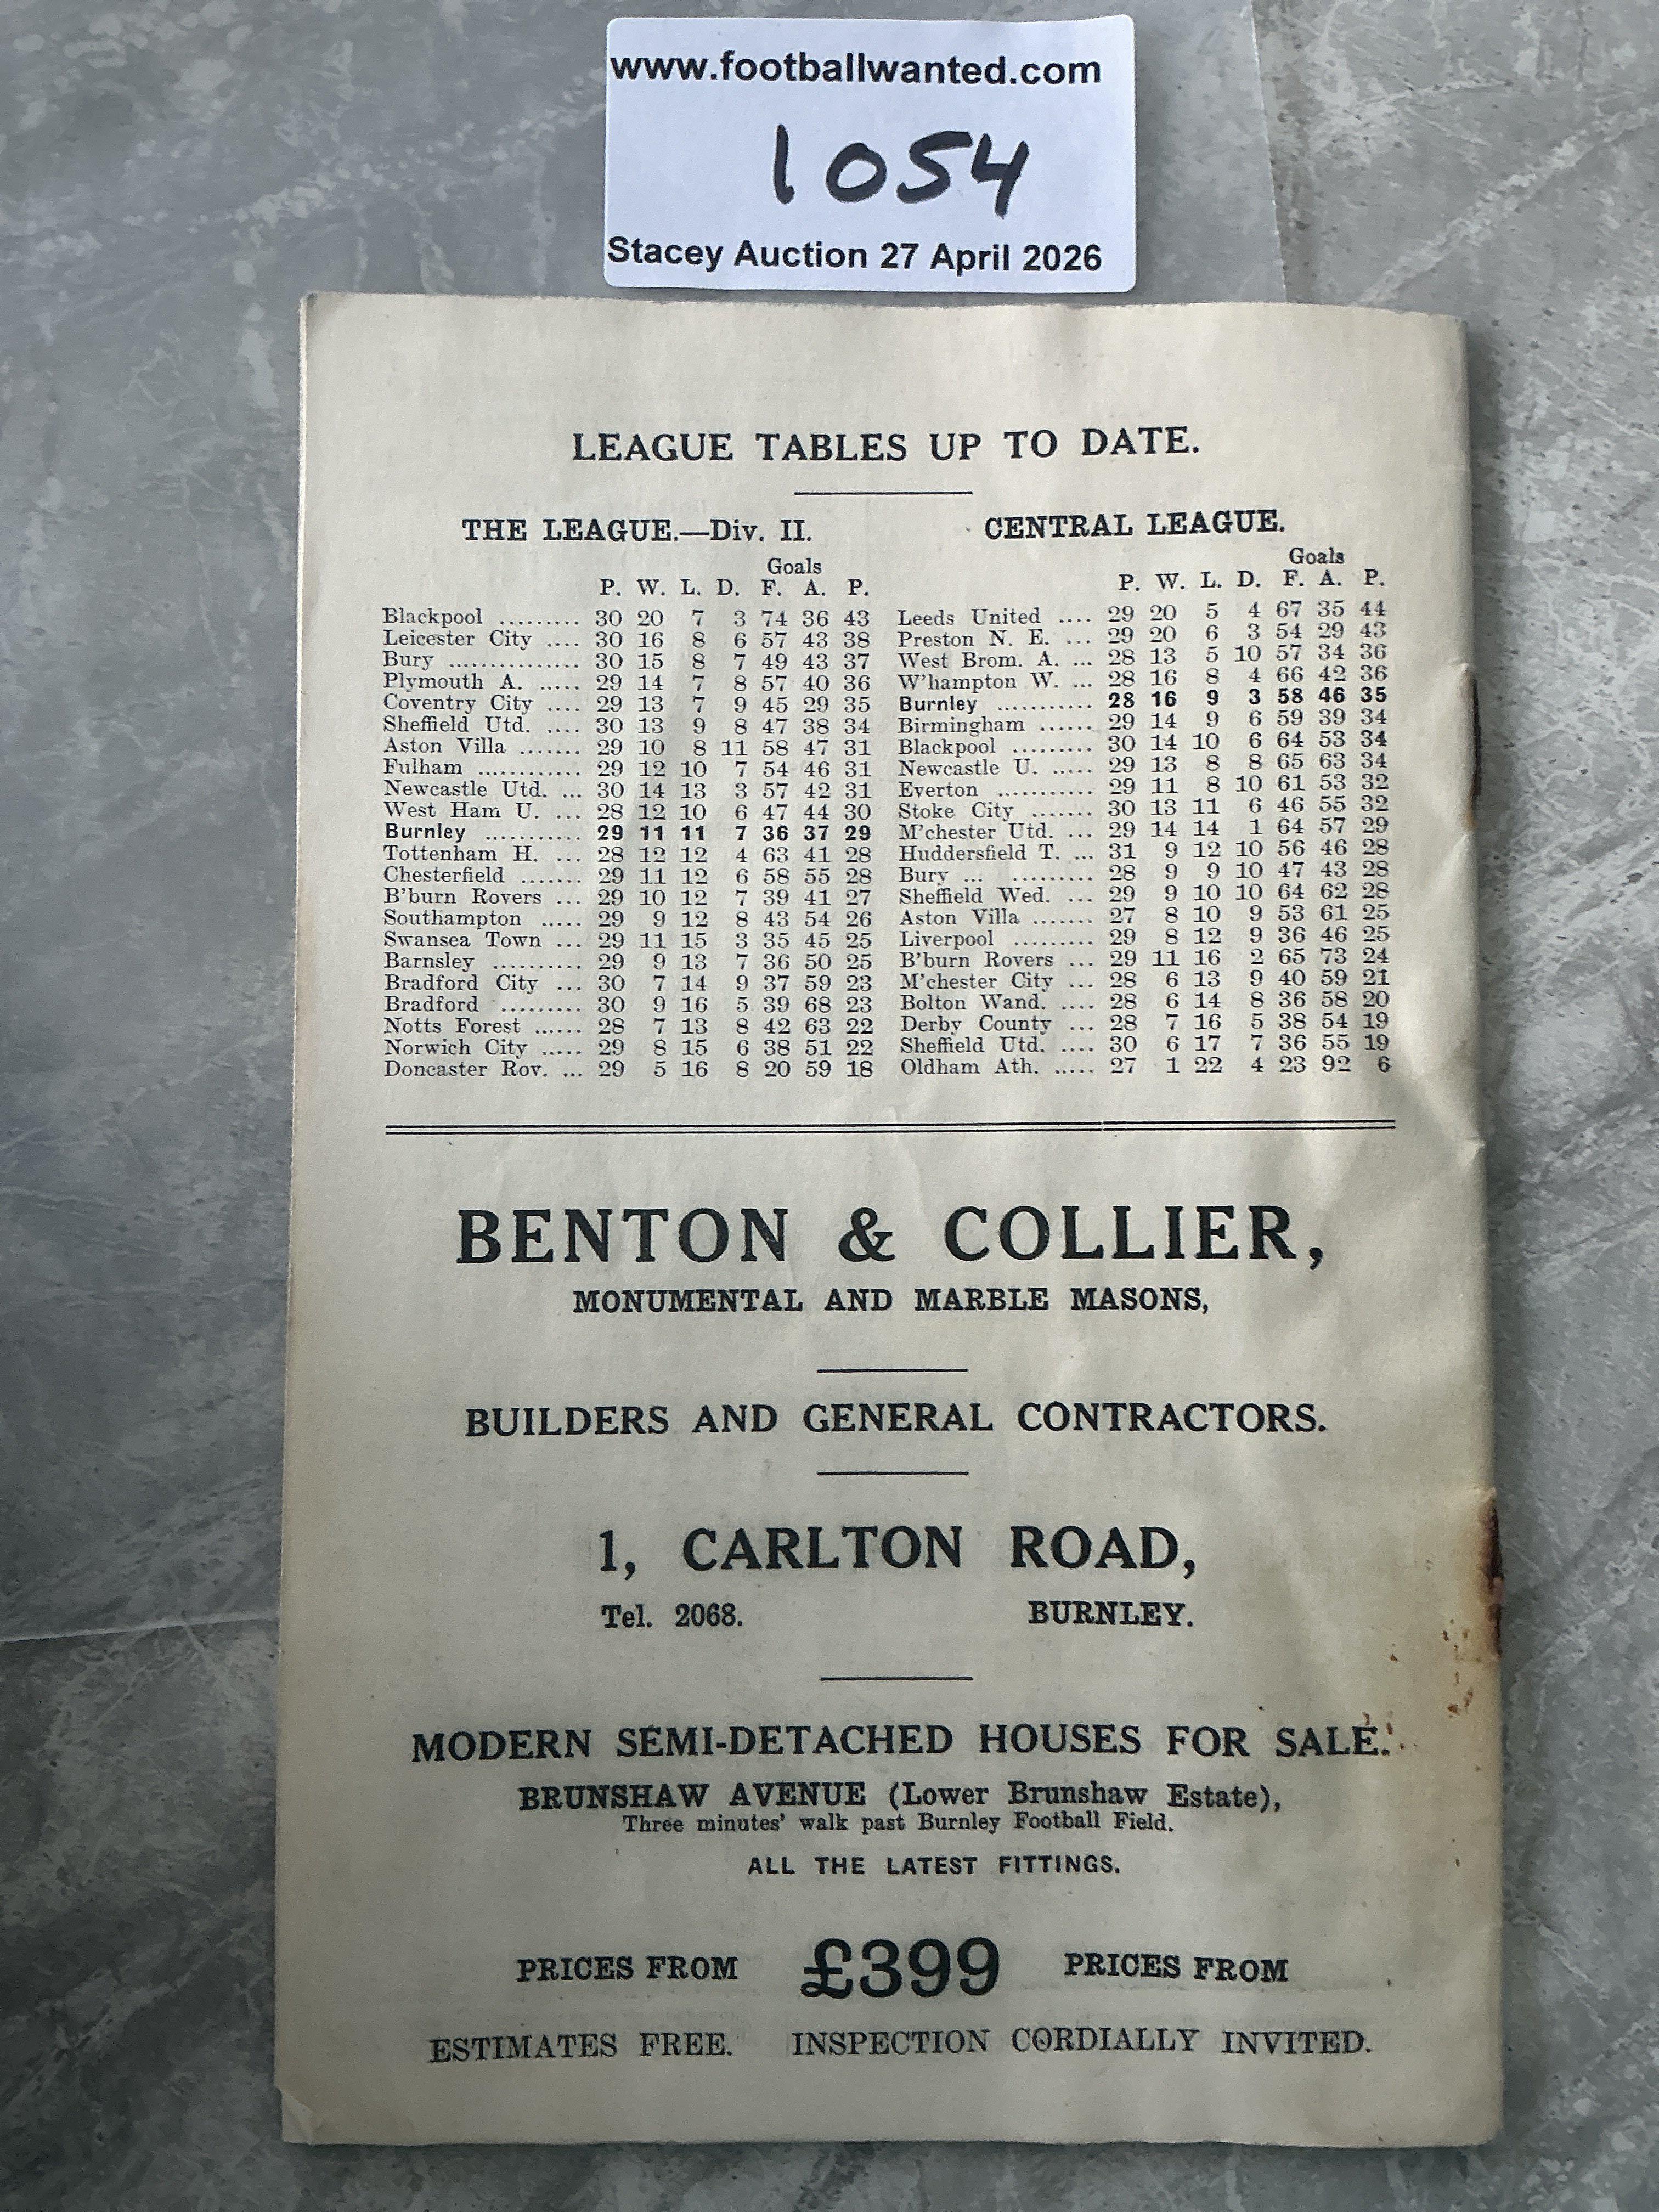 www.footballwanted.com
1054
Stacey Auction 27 April 2026
LEAGUE TABLES UP TO DATE.
THE LEAGUE.—Div. II.
Goals
P. W. L. D. F. A. P.
Blackpool ......... 30 20 7 3 74 36 43
Leicester City .... 30 16 8 6 57 43 38
Bury ............... 30 15 8 7 49 43 37
Plymouth A. ..... 29 14 7 8 57 40 36
Coventry City .... 29 13 7 9 45 29 35
Sheffield Utd. .... 30 13 9 8 47 38 34
Aston Villa ....... 29 10 8 11 58 47 31
Fulham ............ 29 12 10 7 54 46 31
Newcastle Utd. ... 30 14 13 3 57 42 31
West Ham U. ... 28 12 10 6 47 44 30
Burnley ........... 29 11 11 7 36 37 29
Tottenham H. ... 28 12 12 4 63 41 28
Chesterfield ....... 29 11 12 6 58 55 28
B'burn Rovers ... 29 10 12 7 39 41 27
Southampton ..... 29 9 12 8 43 54 26
Swansea Town ... 29 11 15 3 35 45 25
Barnsley .......... 29 9 13 7 36 50 25
Bradford City ... 30 7 14 9 37 59 23
Bradford ......... 30 9 16 5 39 68 23
Notts Forest ...... 28 7 13 8 42 63 22
Norwich City ..... 29 8 15 6 38 51 22
Doncaster Rov. ... 29 5 16 8 20 59 18
CENTRAL LEAGUE.
Goals
P. W. L. D. F. A. P.
Leeds United .... 29 20 5 4 67 35 44
Preston N. E. ... 29 20 6 3 54 29 43
West Brom. A. ... 28 13 5 10 57 34 36
W'hampton W. ... 28 16 8 4 66 42 36
Burnley ........... 28 16 9 3 58 46 35
Birmingham ...... 29 14 9 6 59 39 34
Blackpool ......... 30 14 10 6 64 53 34
Newcastle U. ..... 29 13 8 8 65 63 34
Everton ........... 29 11 8 10 61 53 32
Stoke City ........ 30 13 11 6 46 55 32
M'chester Utd. ... 29 14 14 1 64 57 29
Huddersfield T. ... 31 9 12 10 56 46 28
Bury ... ......... 28 9 9 10 47 43 28
Sheffield Wed. ... 29 9 10 10 64 62 28
Aston Villa ....... 27 8 10 9 53 61 25
Liverpool ......... 29 8 12 9 36 46 25
B'burn Rovers ... 29 11 16 2 65 73 24
M'chester City ... 28 6 13 9 40 59 21
Bolton Wand. .... 28 6 14 8 36 58 20
Derby County ... 28 7 16 5 38 54 19
Sheffield Utd. .... 30 6 17 7 36 55 19
Oldham Ath. ..... 27 1 22 4 23 92 6
BENTON & COLLIER,
MONUMENTAL AND MARBLE MASONS,
BUILDERS AND GENERAL CONTRACTORS.
1, CARLTON ROAD,
Tel. 2068. BURNLEY.
MODERN SEMI-DETACHED HOUSES FOR SALE.
BRUNSHAW AVENUE (Lower Brunshaw Estate),
Three minutes' walk past Burnley Football Field.
ALL THE LATEST FITTINGS.
PRICES FROM £399 PRICES FROM
ESTIMATES FREE. INSPECTION CORDIALLY INVITED.